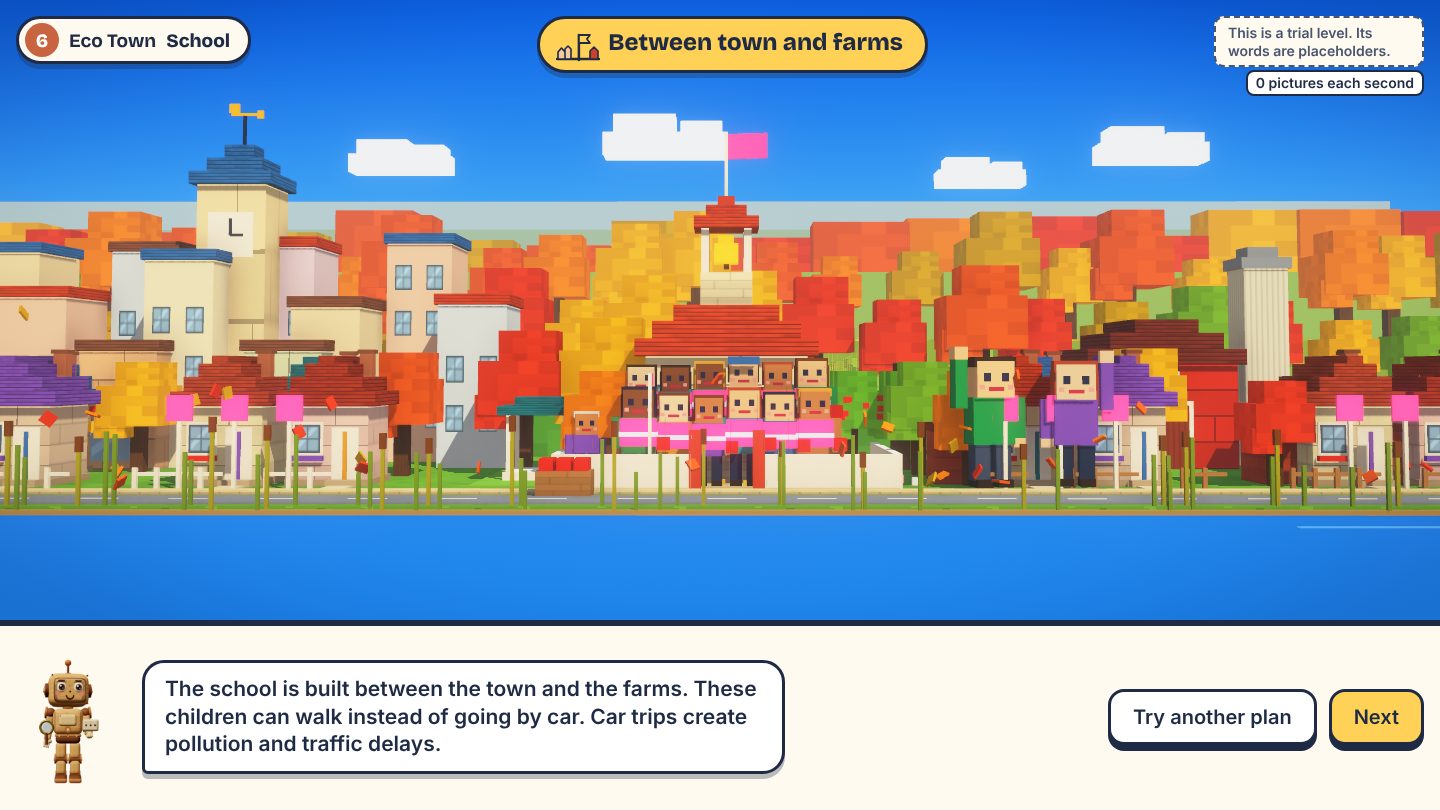 6 Eco Town School
Between town and farms
This is a trial level. Its
words are placeholders.
0 pictures each second
The school is built between the town and the farms. These
children can walk instead of going by car. Car trips create
pollution and traffic delays.
Try another plan
Next